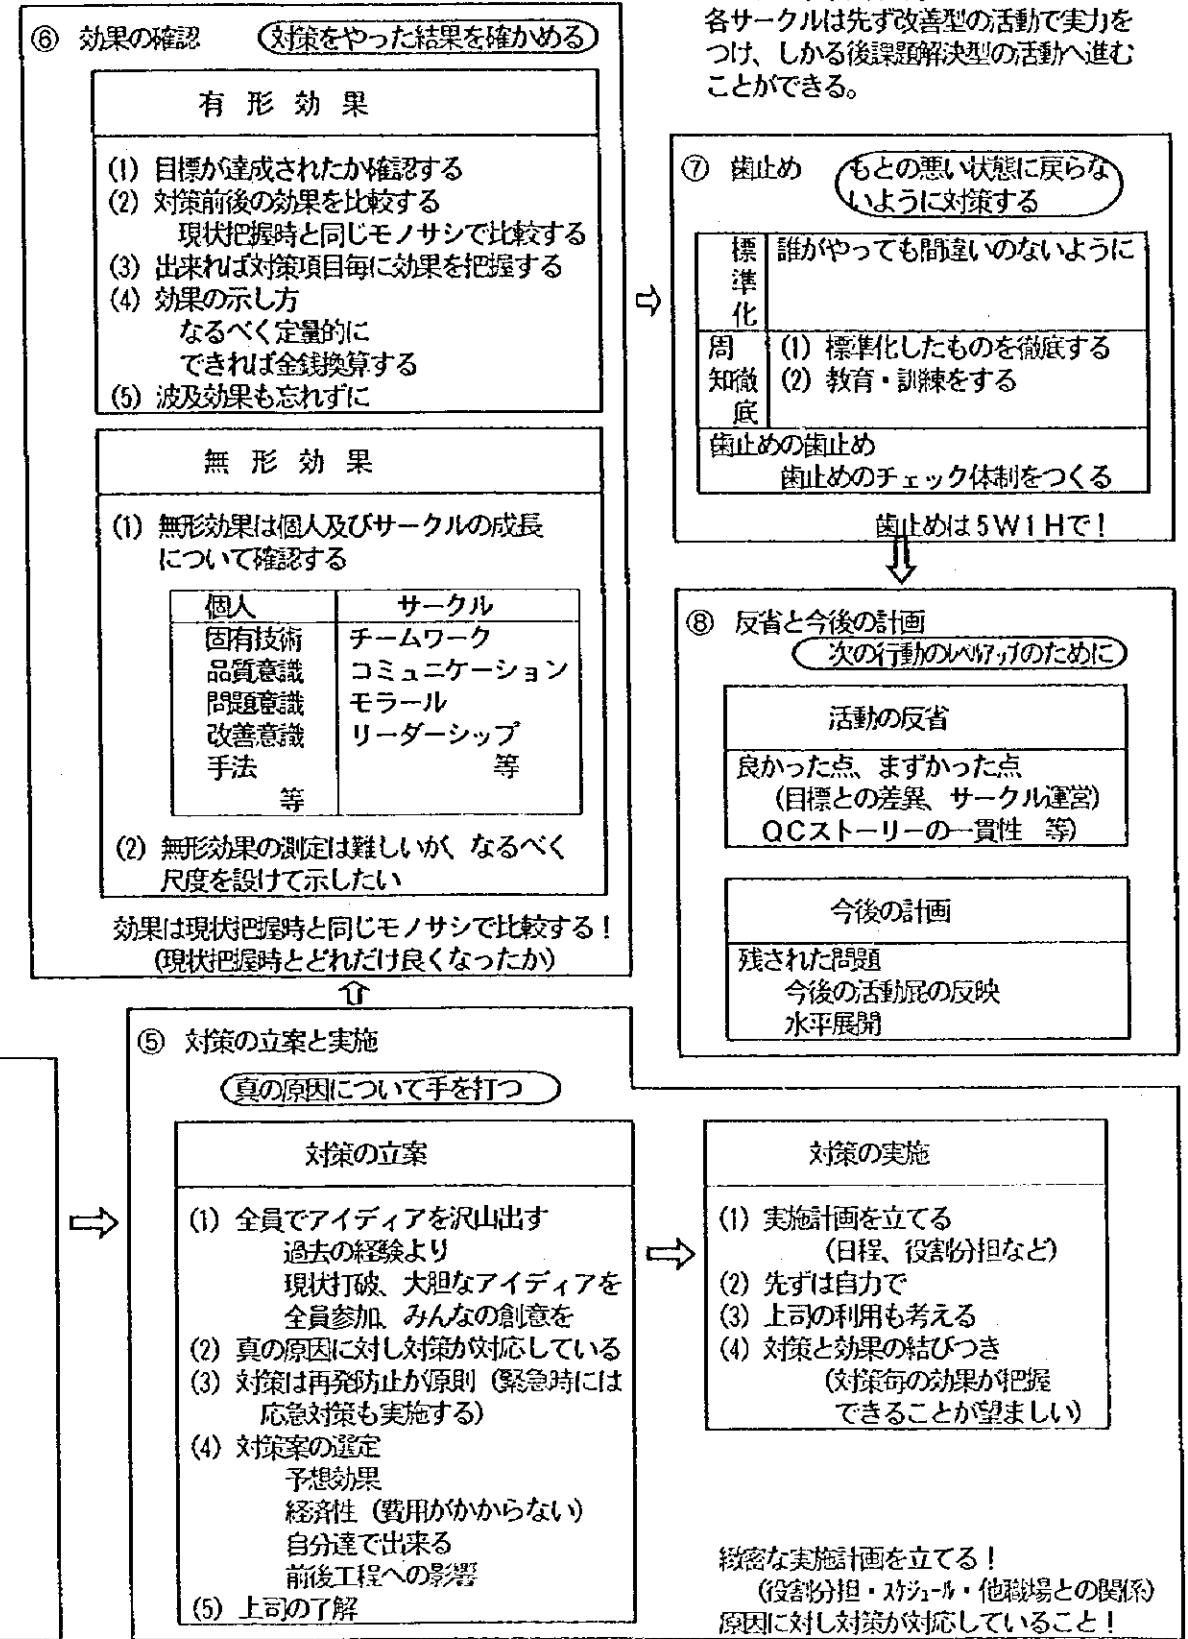 ⑥ 効果の確認 対策をやった結果を確かめる
有形効果
(1) 目標が達成されたか確認する
(2) 対策前後の効果を比較する
現状把握時と同じモノサシで比較する
(3) 出来れば対策項目毎に効果を把握する
(4) 効果の示し方
なるべく定量的に
できれば金銭換算する
(5) 波及効果も忘れずに
無形効果
(1) 無形効果は個人及びサークルの成長
について確認する
個人 サークル
固有技術 チームワーク
品質意識 コミュニケーション
問題意識 モラール
改善意識 リーダーシップ
手法 等
等
(2) 無形効果の測定は難しいが、なるべく
尺度を設けて示したい
効果は現状把握時と同じモノサシで比較する!
(現状把握時とどれだけ良くなったか)
各サークルは先ず改善型の活動で実力を
つけ、しかる後課題解決型の活動へ進む
ことができる。
⑦ 歯止め もとの悪い状態に戻らな
いように対策する
標準化 誰がやっても間違いのないように
周知徹底 (1) 標準化したものを徹底する
(2) 教育・訓練をする
歯止めの歯止め
歯止めのチェック体制をつくる
歯止めは5W1Hで!
⑧ 反省と今後の計画
次の行動のレベルアップのために
活動の反省
良かった点、まずかった点
(目標との差異、サークル運営)
QCストーリーの一貫性 等)
今後の計画
残された問題
今後の活動屁の反映
水平展開
⑤ 対策の立案と実施
真の原因について手を打つ
対策の立案
(1) 全員でアイディアを沢山出す
過去の経験より
現状打破、大胆なアイディアを
全員参加、みんなの創意を
(2) 真の原因に対し対策が対応している
(3) 対策は再発防止が原則(緊急時には
応急対策も実施する)
(4) 対策案の選定
予想効果
経済性(費用がかからない)
自分達で出来る
前後工程への影響
(5) 上司の了解
対策の実施
(1) 実施計画を立てる
(日程、役割分担など)
(2) 先ずは自力で
(3) 上司の利用も考える
(4) 対策と効果の結びつき
(対策毎の効果が把握
できることが望ましい)
緻密な実施計画を立てる!
(役割分担・スケジュール・他職場との関係)
原因に対し対策が対応していること!